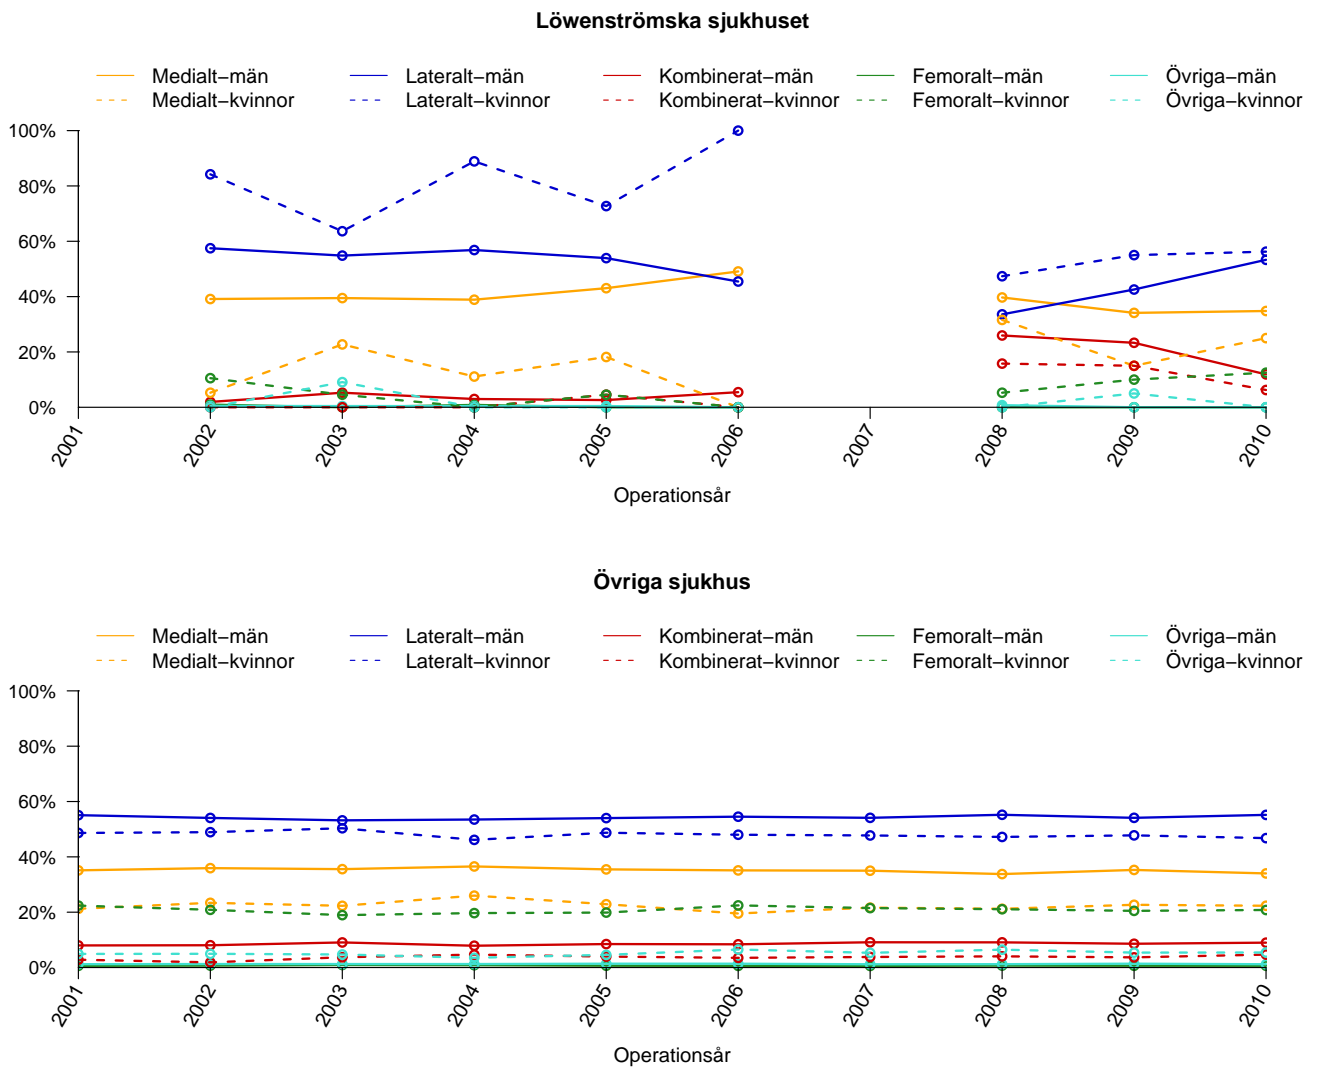 Löwenströmska sjukhuset
Medialt−män Lateralt−män Kombinerat−män Femoralt−män Övriga−män
Medialt−kvinnor Lateralt−kvinnor Kombinerat−kvinnor Femoralt−kvinnor Övriga−kvinnor
100%
80%
60%
40%
20%
0%
2001 2002 2003 2004 2005 2006 2007 2008 2009 2010
Operationsår
Övriga sjukhus
Medialt−män Lateralt−män Kombinerat−män Femoralt−män Övriga−män
Medialt−kvinnor Lateralt−kvinnor Kombinerat−kvinnor Femoralt−kvinnor Övriga−kvinnor
100%
80%
60%
40%
20%
0%
2001 2002 2003 2004 2005 2006 2007 2008 2009 2010
Operationsår